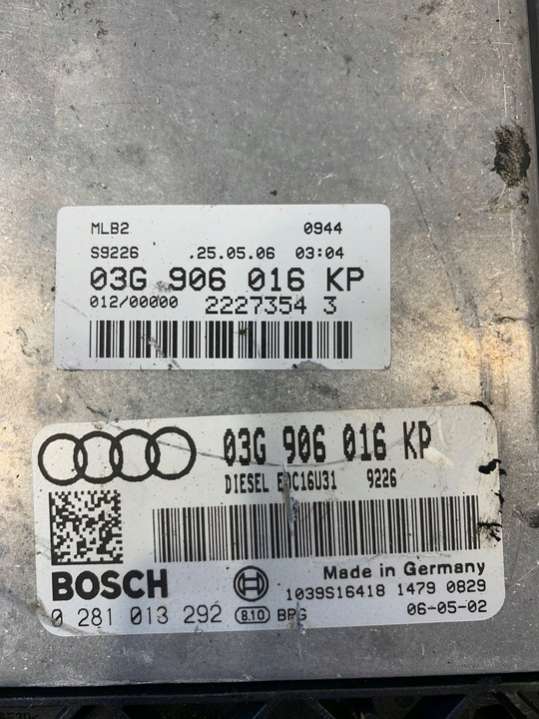 MLB2 0944
S9226 .25.05.06 03:04
03G 906 016 KP
012/00000 2227354 3
03G 906 016 KP
DIESEL EDC16U31 9226
BOSCH Made in Germany
1039S16418 1479 0829
0 281 013 292 8.10 BPG 06-05-02